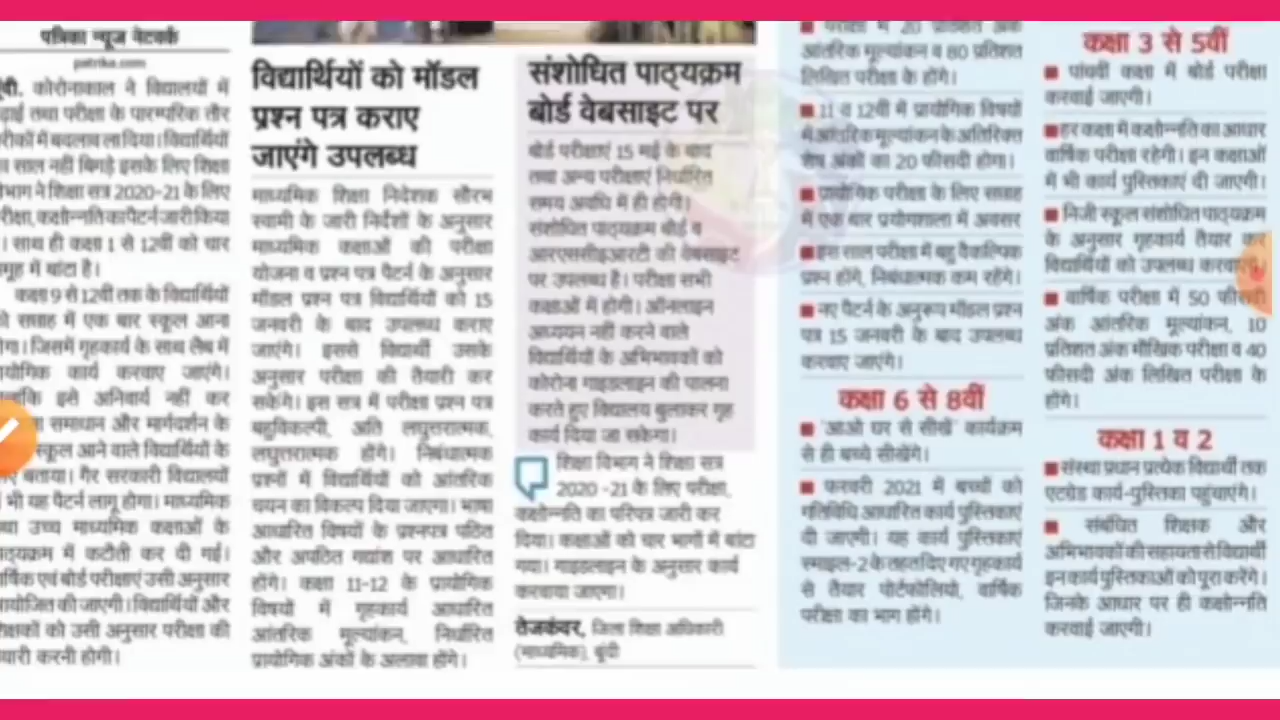 पत्रिका न्यूज नेटवर्क
patrika.com
कोरोनाकाल ने विद्यालयों में
तथा परीक्षा के पारम्परिक तौर
में बदलाव ला दिया। विद्यार्थियों
साल नहीं बिगड़े इसके लिए शिक्षा
ने शिक्षा सत्र 2020-21 के लिए
कक्षोन्नति का पैटर्न जारी किया
। साथ ही कक्षा 1 से 12वीं को चार
में बांटा है।
कक्षा 9 से 12वीं तक के विद्यार्थियों
सप्ताह में एक बार स्कूल आना
। जिसमें गृहकार्य के साथ लैब में
कार्य करवाए जाएंगे।
इसे अनिवार्य नहीं कर
समाधान और मार्गदर्शन के
स्कूल आने वाले विद्यार्थियों के
बताया। गैर सरकारी विद्यालयों
भी यह पैटर्न लागू होगा। माध्यमिक
उच्च माध्यमिक कक्षाओं के
में कटौती कर दी गई।
एवं बोर्ड परीक्षाएं उसी अनुसार
की जाएगी। विद्यार्थियों और
को उसी अनुसार परीक्षा की
करनी होगी।
विद्यार्थियों को मॉडल
प्रश्न पत्र कराए
जाएंगे उपलब्ध
माध्यमिक शिक्षा निदेशक सौरभ
स्वामी के जारी निर्देशों के अनुसार
माध्यमिक कक्षाओं की परीक्षा
योजना व प्रश्न पत्र पैटर्न के अनुसार
मॉडल प्रश्न पत्र विद्यार्थियों को 15
जनवरी के बाद उपलब्ध कराए
जाएंगे। इससे विद्यार्थी उसके
अनुसार परीक्षा की तैयारी कर
सकेंगे। इस सत्र में परीक्षा प्रश्न पत्र
बहुविकल्पी, अति लघुत्तरात्मक,
लघुत्तरात्मक होंगे। निबंधात्मक
प्रश्नों में विद्यार्थियों को आंतरिक
चयन का विकल्प दिया जाएगा। भाषा
आधारित विषयों के प्रश्नपत्र पठित
और अपठित गद्यांश पर आधारित
होंगे। कक्षा 11-12 के प्रायोगिक
विषयों में गृहकार्य आधारित
आंतरिक मूल्यांकन, निर्धारित
प्रायोगिक अंकों के अलावा होंगे।
संशोधित पाठ्यक्रम
बोर्ड वेबसाइट पर
बोर्ड परीक्षाएं 15 मई के बाद
तथा अन्य परीक्षाएं निर्धारित
समय अवधि में ही होगी।
संशोधित पाठ्यक्रम बोर्ड व
आरएससीइआरटी की वेबसाइट
पर उपलब्ध है। परीक्षा सभी
कक्षाओं में होगी। ऑनलाइन
अध्ययन नहीं करने वाले
विद्यार्थियों के अभिभावकों को
कोरोना गाइडलाइन की पालना
करते हुए विद्यालय बुलाकर गृह
कार्य दिया जा सकेगा।
शिक्षा विभाग ने शिक्षा सत्र
2020 -21 के लिए परीक्षा,
कक्षोन्नति का परिपत्र जारी कर
दिया। कक्षाओं को चार भागों में बांटा
गया। गाइडलाइन के अनुसार कार्य
करवाया जाएगा।
तेजकंवर, जिला शिक्षा अधिकारी
(माध्यमिक), बूंदी
परीक्षा में 20 प्रतिशत अंक
आंतरिक मूल्यांकन व 80 प्रतिशत
लिखित परीक्षा के होंगे।
11 व 12वीं में प्रायोगिक विषयों
में आंतरिक मूल्यांकन के अतिरिक्त
शेष अंकों का 20 फीसदी होगा।
प्रायोगिक परीक्षा के लिए सप्ताह
में एक बार प्रयोगशाला में अवसर
इस साल परीक्षा में बहु वैकल्पिक
प्रश्न होंगे, निबंधात्मक कम रहेंगे।
नए पैटर्न के अनुरूप मॉडल प्रश्न
पत्र 15 जनवरी के बाद उपलब्ध
करवाए जाएंगे।
कक्षा 6 से 8वीं
'आओ घर से सीखें' कार्यक्रम
से ही बच्चे सीखेंगे।
फरवरी 2021 में बच्चों को
गतिविधि आधारित कार्य पुस्तिकाएं
दी जाएगी। यह कार्य पुस्तिकाएं
स्माइल-2 के तहत दिए गए गृहकार्य
से तैयार पोर्टफोलियो, वार्षिक
परीक्षा का भाग होंगे।
कक्षा 3 से 5वीं
पांचवी कक्षा में बोर्ड परीक्षा
करवाई जाएगी।
हर कक्षा में कक्षोन्नति का आधार
वार्षिक परीक्षा रहेगी। इन कक्षाओं
में भी कार्य पुस्तिकाएं दी जाएगी।
निजी स्कूल संशोधित पाठ्यक्रम
के अनुसार गृहकार्य तैयार कर
विद्यार्थियों को उपलब्ध
वार्षिक परीक्षा में 50 फीसदी
अंक आंतरिक मूल्यांकन, 10
प्रतिशत अंक मौखिक परीक्षा व 40
फीसदी अंक लिखित परीक्षा के
होंगे।
कक्षा 1 व 2
संस्था प्रधान प्रत्येक विद्यार्थी तक
एटग्रेड कार्य-पुस्तिका पहुंचाएंगे।
संबंधित शिक्षक और
अभिभावकों की सहायता से विद्यार्थी
इन कार्य पुस्तिकाओं को पूरा करेंगे।
जिनके आधार पर ही कक्षोन्नति
करवाई जाएगी।